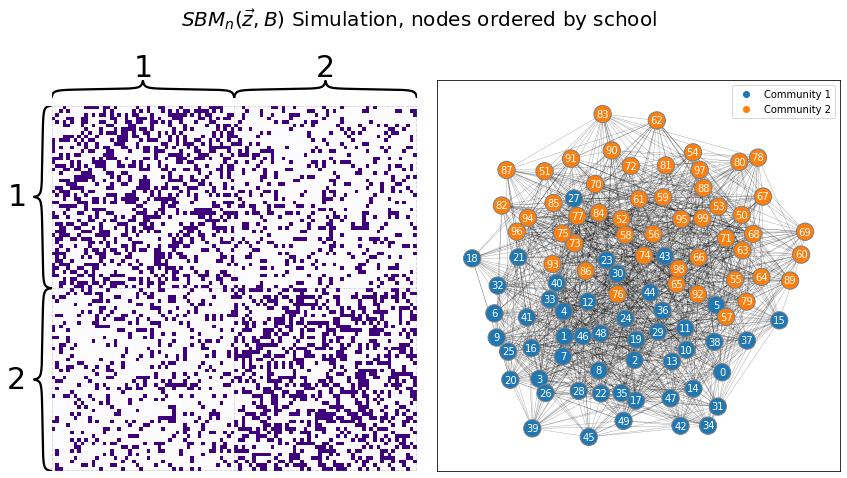 SBMₙ(z⃗, B) Simulation, nodes ordered by school
1 2
1
2
Community 1
Community 2
83
62
90 54
87 51 91 72 81 97 80 78
70 88
82 85 27 61 59 53 67
94 77 84 52 95 99 50
96 75 58 71 68 69
73 63
18 21 93 23 74 43 66 60
86 30 98
32 40 76 44 65 92 55 64 89
33 12 5 79
6 41 4 24 36 57 15
9 1 46 48 19 29 11 38 37
25 16 7 2 13 10
20 3 8 0
26 28 22 35 17 47 14 31
39 45 49 42 34